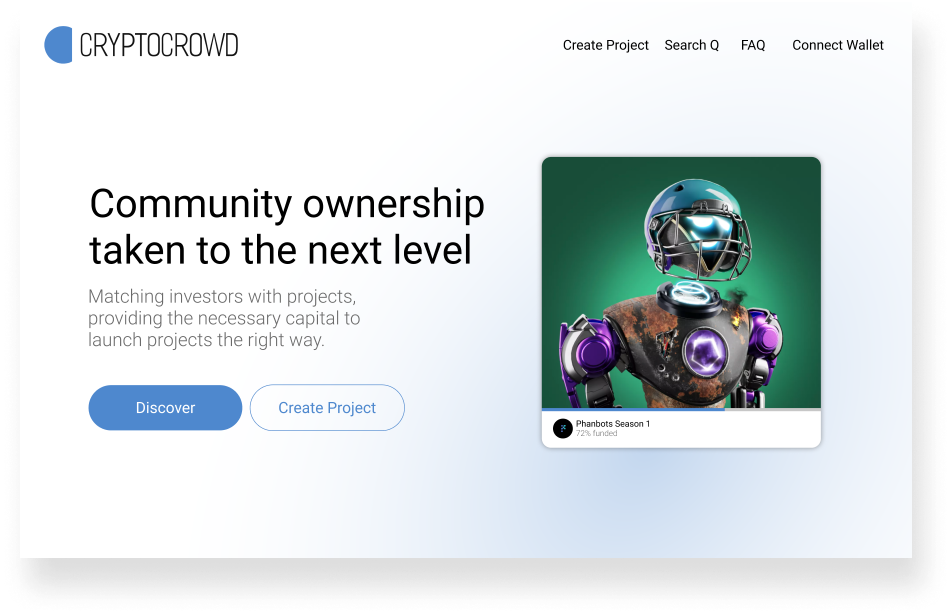 CRYPTOCROWD
Create Project Search Q FAQ Connect Wallet
Community ownership
taken to the next level
Matching investors with projects,
providing the necessary capital to
launch projects the right way.
Discover Create Project
Phanbots Season 1
72% funded